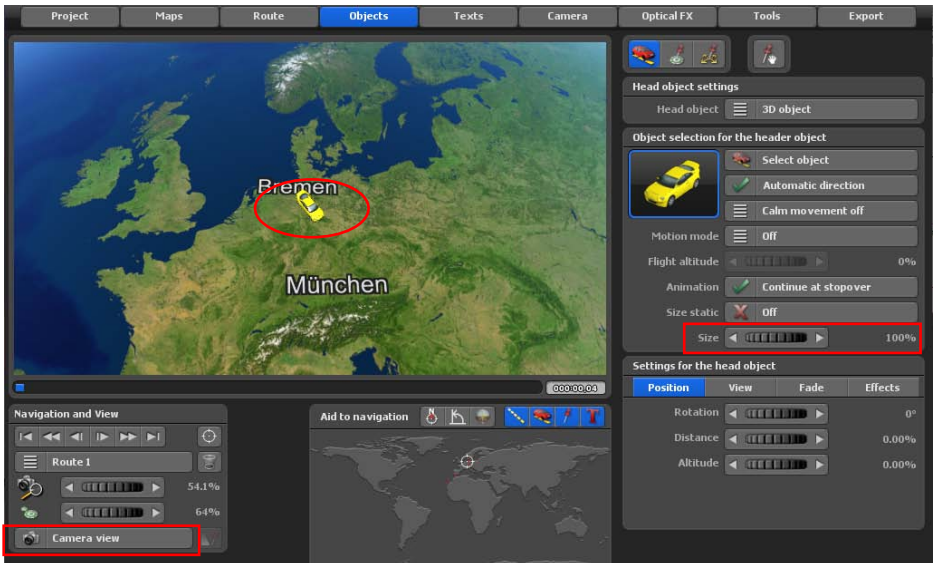 Project Maps Route Objects Texts Camera Optical FX Tools Export
Bremen
München
000:00:04
Head object settings
Head object 3D object
Object selection for the header object
Select object
Automatic direction
Calm movement off
Motion mode Off
Flight altitude 0%
Animation Continue at stopover
Size static Off
Size 100%
Settings for the head object
Position View Fade Effects
Rotation 0°
Distance 0.00%
Altitude 0.00%
Navigation and View
Route 1
54.1%
64%
Camera view
Aid to navigation